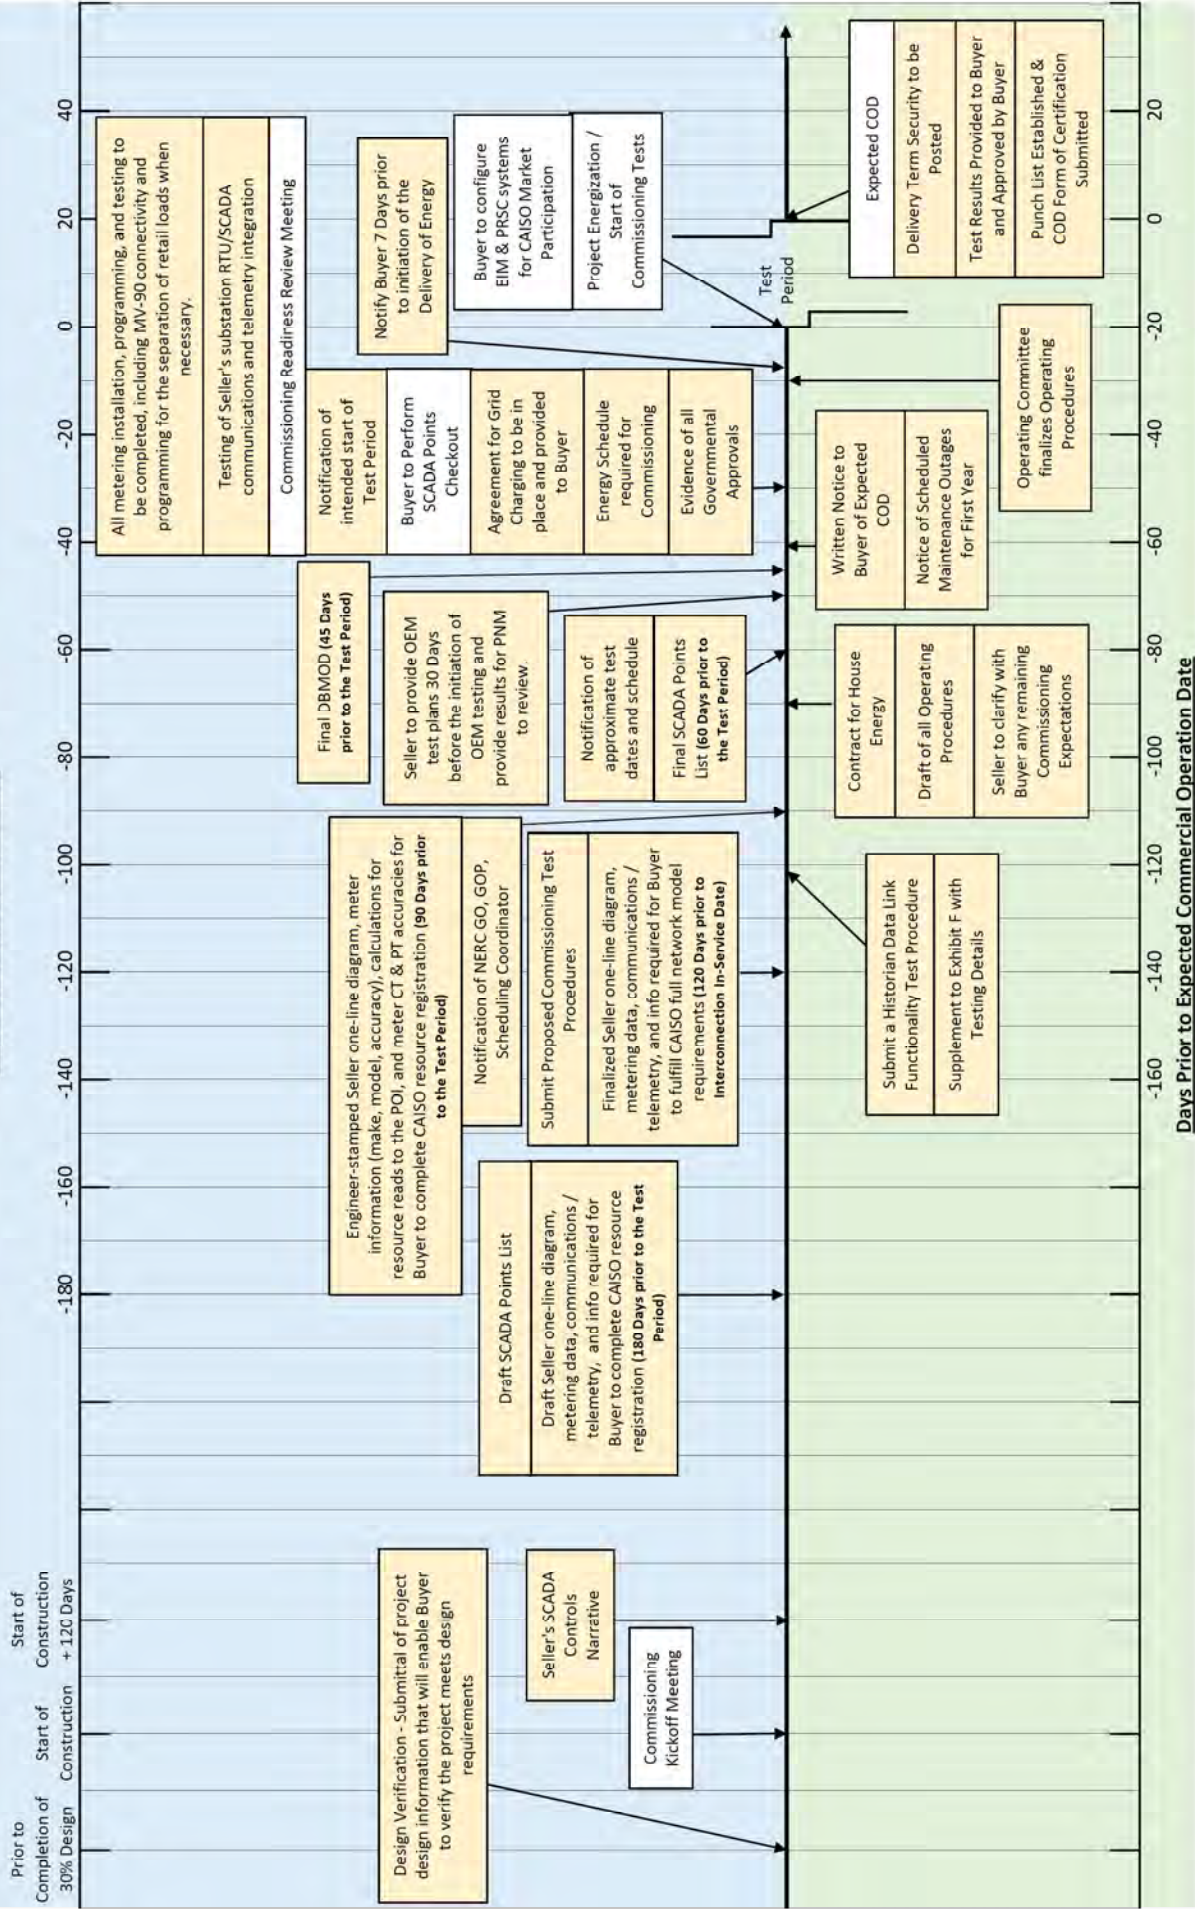 Prior to
Completion of
30% Design
Start of
Construction
Start of
Construction
+ 120 Days
-180
-160
-140
-120
-100
-80
-60
-40
-20
0
20
40
Design Verification - Submittal of project
design information that will enable Buyer
to verify the project meets design
requirements
Seller's SCADA
Controls
Narrative
Commissioning
Kickoff Meeting
Draft SCADA Points List
Draft Seller one-line diagram,
metering data, communications /
telemetry, and info required for
Buyer to complete CAISO resource
registration (180 Days prior to the Test
Period)
Engineer-stamped Seller one-line diagram, meter
information (make, model, accuracy), calculations for
resource reads to the POI, and meter CT & PT accuracies for
Buyer to complete CAISO resource registration (90 Days prior
to the Test Period)
Notification of NERC GO, GOP,
Scheduling Coordinator
Submit Proposed Commissioning Test
Procedures
Finalized Seller one-line diagram,
metering data, communications /
telemetry, and info required for Buyer
to fulfill CAISO full network model
requirements (120 Days prior to
Interconnection In-Service Date)
Final DBMOD (45 Days
prior to the Test Period)
Seller to provide OEM
test plans 30 Days
before the initiation of
OEM testing and
provide results for PNM
to review.
Notification of
approximate test
dates and schedule
Final SCADA Points
List (60 Days prior to
the Test Period)
All metering installation, programming, and testing to
be completed, including MV-90 connectivity and
programming for the separation of retail loads when
necessary.
Testing of Seller's substation RTU/SCADA
communications and telemetry integration
Commissioning Readiness Review Meeting
Notification of
intended start of
Test Period
Buyer to Perform
SCADA Points
Checkout
Agreement for Grid
Charging to be in
place and provided
to Buyer
Energy Schedule
required for
Commissioning
Evidence of all
Governmental
Approvals
Notify Buyer 7 Days prior
to initiation of the
Delivery of Energy
Buyer to configure
EIM & PRSC systems
for CAISO Market
Participation
Project Energization /
Start of
Commissioning Tests
Test
Period
Submit a Historian Data Link
Functionality Test Procedure
Supplement to Exhibit F with
Testing Details
Contract for House
Energy
Draft of all Operating
Procedures
Seller to clarify with
Buyer any remaining
Commissioning
Expectations
Written Notice to
Buyer of Expected
COD
Notice of Scheduled
Maintenance Outages
for First Year
Operating Committee
finalizes Operating
Procedures
Expected COD
Delivery Term Security to be
Posted
Test Results Provided to Buyer
and Approved by Buyer
Punch List Established &
COD Form of Certification
Submitted
-160
-140
-120
-100
-80
-60
-40
-20
0
20
Days Prior to Expected Commercial Operation Date